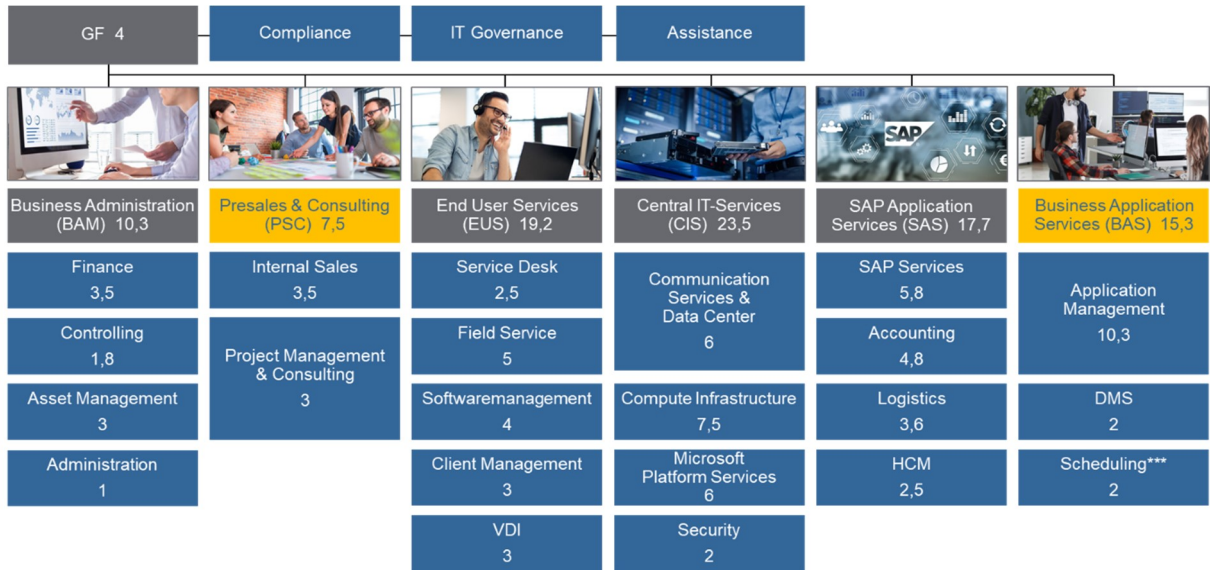 GF 4
Compliance
IT Governance
Assistance
SAP
Business Administration
(BAM) 10,3
Finance
3,5
Controlling
1,8
Asset Management
3
Administration
1
Presales & Consulting
(PSC) 7,5
Internal Sales
3,5
Project Management
& Consulting
3
End User Services
(EUS) 19,2
Service Desk
2,5
Field Service
5
Softwaremanagement
4
Client Management
3
VDI
3
Central IT-Services
(CIS) 23,5
Communication
Services &
Data Center
6
Compute Infrastructure
7,5
Microsoft
Platform Services
6
Security
2
SAP Application
Services (SAS) 17,7
SAP Services
5,8
Accounting
4,8
Logistics
3,6
HCM
2,5
Business Application
Services (BAS) 15,3
Application
Management
10,3
DMS
2
Scheduling***
2